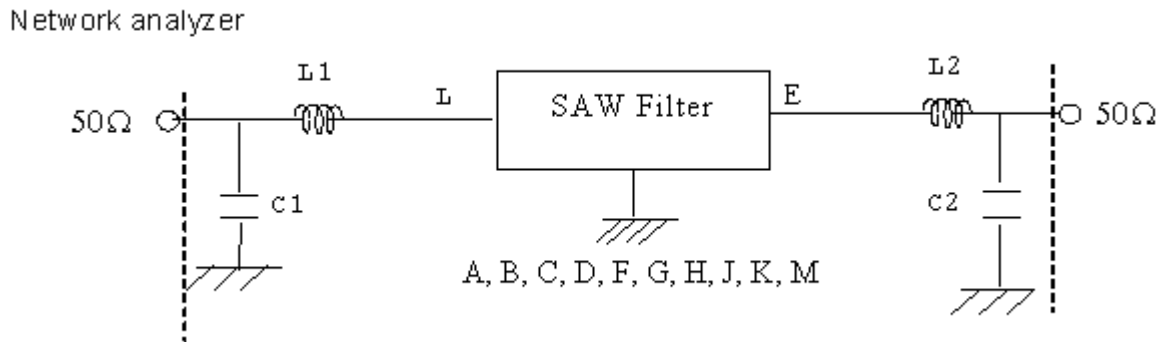 Network analyzer
L1
L2
L
SAW Filter
E
50Ω
50Ω
C1
C2
A, B, C, D, F, G, H, J, K, M